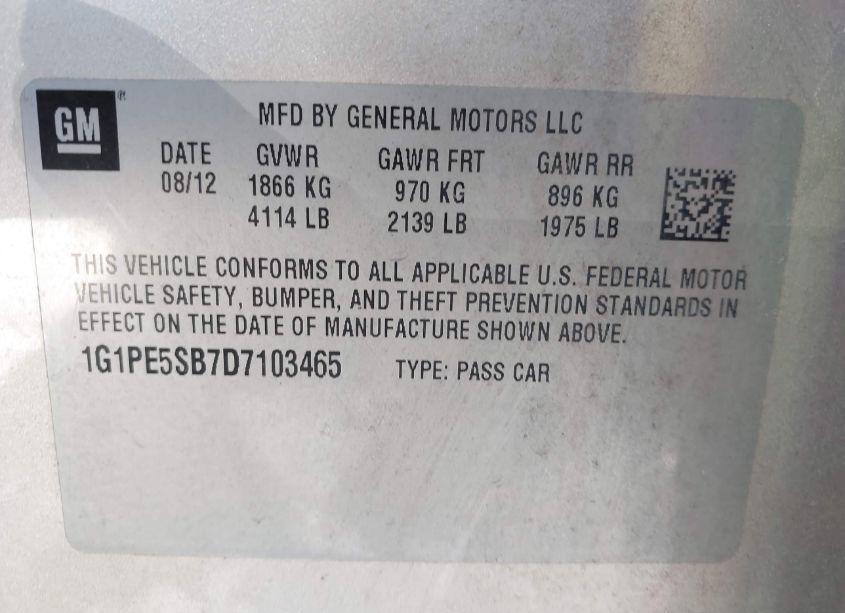 GM®
MFD BY GENERAL MOTORS LLC
DATE GVWR GAWR FRT GAWR RR
08/12 1866 KG 970 KG 896 KG
4114 LB 2139 LB 1975 LB
THIS VEHICLE CONFORMS TO ALL APPLICABLE U.S. FEDERAL MOTOR
VEHICLE SAFETY, BUMPER, AND THEFT PREVENTION STANDARDS IN
EFFECT ON THE DATE OF MANUFACTURE SHOWN ABOVE.
1G1PE5SB7D7103465 TYPE: PASS CAR